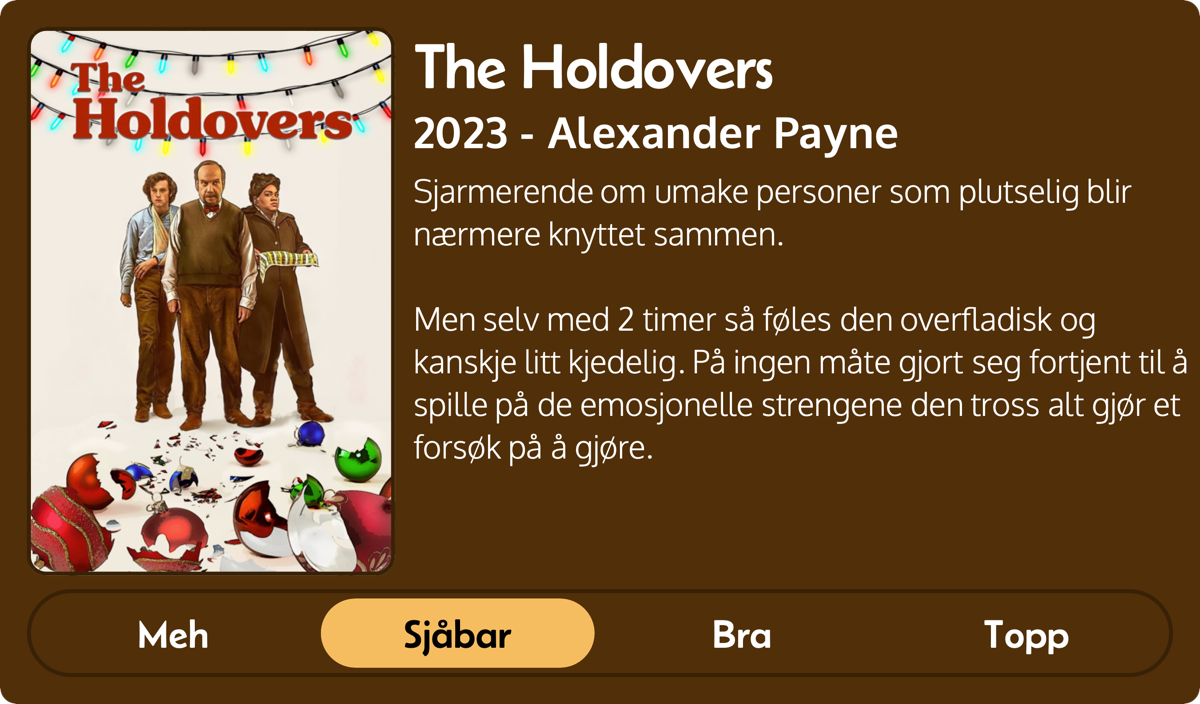 The
Holdovers
The Holdovers
2023 - Alexander Payne
Sjarmerende om umake personer som plutselig blir
nærmere knyttet sammen.
Men selv med 2 timer så føles den overfladisk og
kanskje litt kjedelig. På ingen måte gjort seg fortjent til å
spille på de emosjonelle strengene den tross alt gjør et
forsøk på å gjøre.
Meh
Sjåbar
Bra
Topp